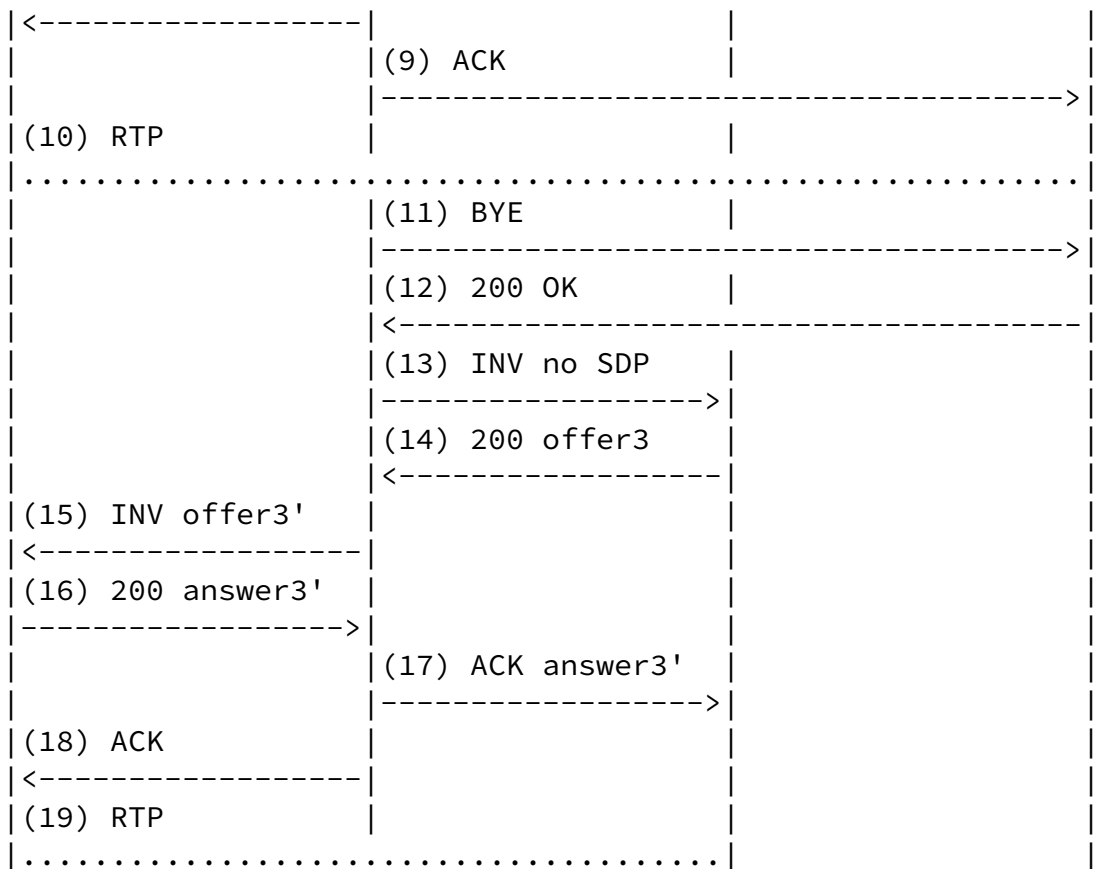 |<------------------|                   |                   |
|                   |(9) ACK            |                   |
|                   |-------------------------------------->|
|(10) RTP           |                   |                   |
|...........................................................|
|                   |(11) BYE           |                   |
|                   |-------------------------------------->|
|                   |(12) 200 OK        |                   |
|                   |<--------------------------------------|
|                   |(13) INV no SDP    |                   |
|                   |------------------>|                   |
|                   |(14) 200 offer3    |                   |
|                   |<------------------|                   |
|(15) INV offer3'   |                   |                   |
|<------------------|                   |                   |
|(16) 200 answer3'  |                   |                   |
|------------------>|                   |                   |
|                   |(17) ACK answer3'  |                   |
|                   |------------------>|                   |
|(18) ACK           |                   |                   |
|<------------------|                   |                   |
|(19) RTP           |                   |                   |
|.......................................|                   |